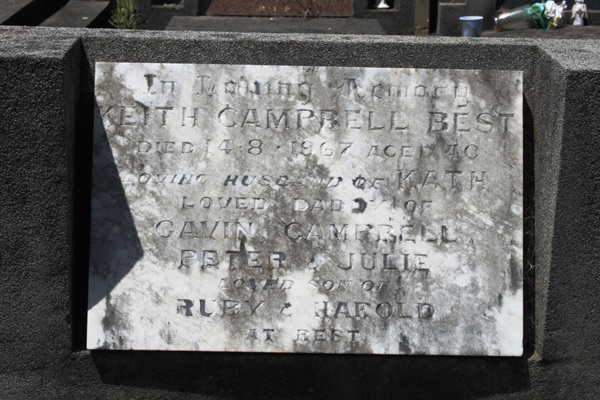 In Loving Memory
KEITH CAMPBELL BEST
DIED 14·8·1967 AGED 40
LOVING HUSBAND OF KATH
LOVED DADDY OF
GAVIN, CAMPBELL
PETER & JULIE
LOVED SON OF
RUBY & HAROLD
AT REST